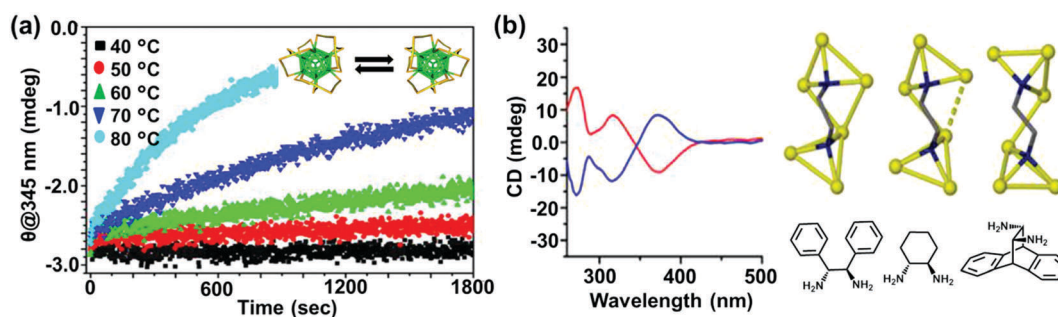 (a)
0.0
-1.0
-2.0
-3.0
θ@345 nm (mdeg)
40 °C
50 °C
60 °C
70 °C
80 °C
0
600
1200
1800
Time (sec)
(b)
30
20
10
0
-10
-20
-30
CD (mdeg)
300
400
500
Wavelength (nm)
NH₂
NH₂
NH₂
NH₂
H₂N
NH₂